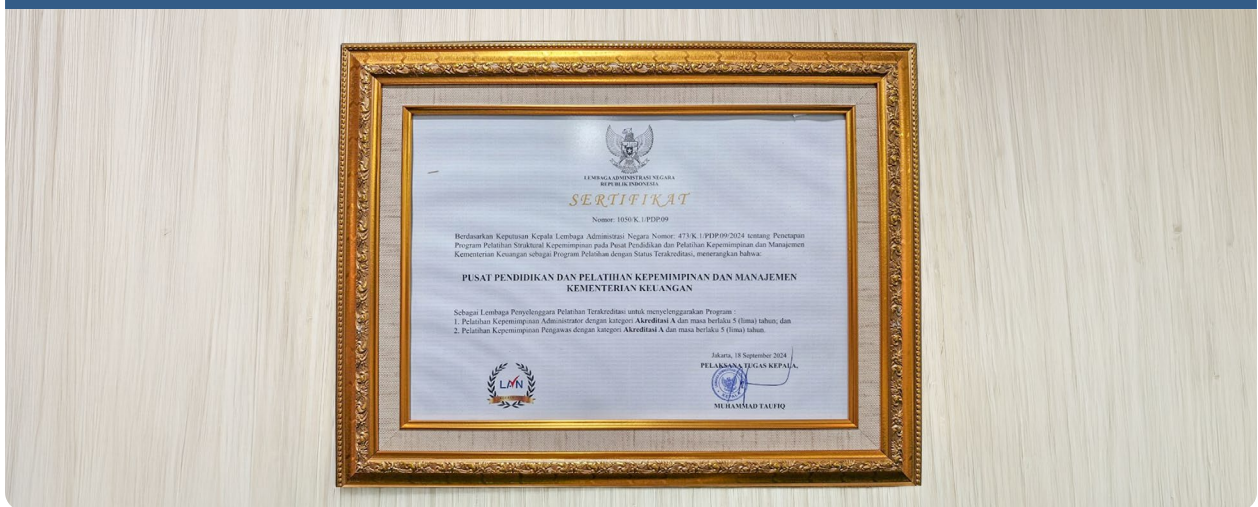 LEMBAGA ADMINISTRASI NEGARA
REPUBLIK INDONESIA
SERTIFIKAT
Nomor: 1050/K.1/PDP.09
Berdasarkan Keputusan Kepala Lembaga Administrasi Negara Nomor: 473/K.1/PDP.09/2024 tentang Penetapan
Program Pelatihan Struktural Kepemimpinan pada Pusat Pendidikan dan Pelatihan Kepemimpinan dan Manajemen
Kementerian Keuangan sebagai Program Pelatihan dengan Status Terakreditasi, menerangkan bahwa:
PUSAT PENDIDIKAN DAN PELATIHAN KEPEMIMPINAN DAN MANAJEMEN
KEMENTERIAN KEUANGAN
Sebagai Lembaga Penyelenggara Pelatihan Terakreditasi untuk menyelenggarakan Program :
1. Pelatihan Kepemimpinan Administrator dengan kategori Akreditasi A dan masa berlaku 5 (lima) tahun; dan
2. Pelatihan Kepemimpinan Pengawas dengan kategori Akreditasi A dan masa berlaku 5 (lima) tahun.
Jakarta, 18 September 2024
PELAKSANA TUGAS KEPALA,
LAN
MUHAMMAD TAUFIQ